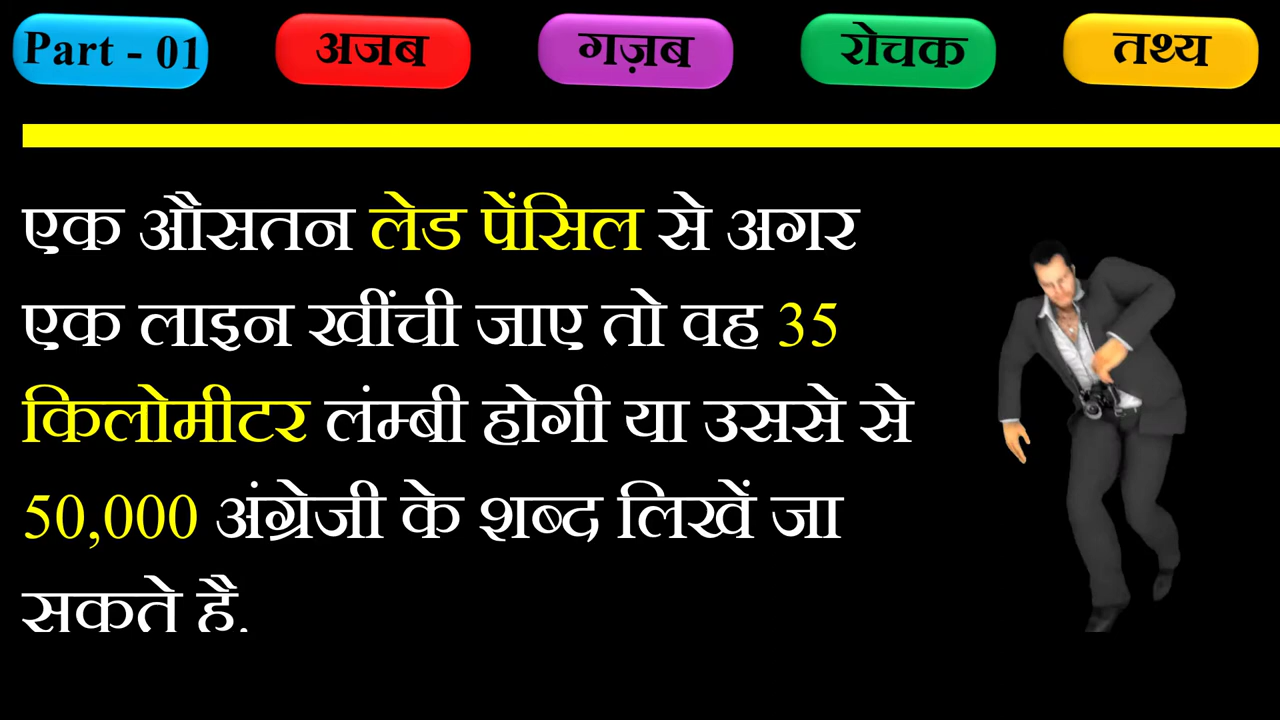 Part - 01 अजब गज़ब रोचक तथ्य
एक औसतन लेड पेंसिल से अगर
एक लाइन खींची जाए तो वह 35
किलोमीटर लंम्बी होगी या उससे से
50,000 अंग्रेजी के शब्द लिखें जा
सकते है.